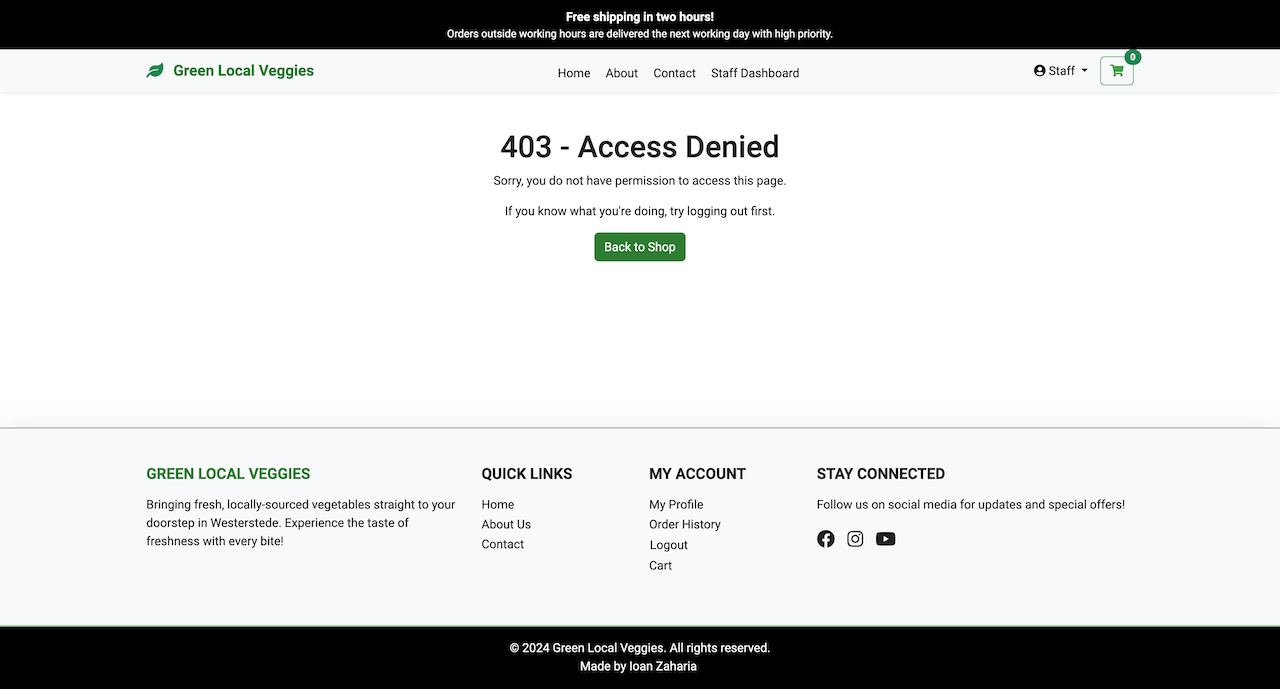 Free shipping in two hours!
Orders outside working hours are delivered the next working day with high priority.
Green Local Veggies
Home About Contact Staff Dashboard
Staff
0
403 - Access Denied
Sorry, you do not have permission to access this page.
If you know what you're doing, try logging out first.
Back to Shop
GREEN LOCAL VEGGIES
Bringing fresh, locally-sourced vegetables straight to your
doorstep in Westerstede. Experience the taste of
freshness with every bite!
QUICK LINKS
Home
About Us
Contact
MY ACCOUNT
My Profile
Order History
Logout
Cart
STAY CONNECTED
Follow us on social media for updates and special offers!
© 2024 Green Local Veggies. All rights reserved.
Made by Ioan Zaharia